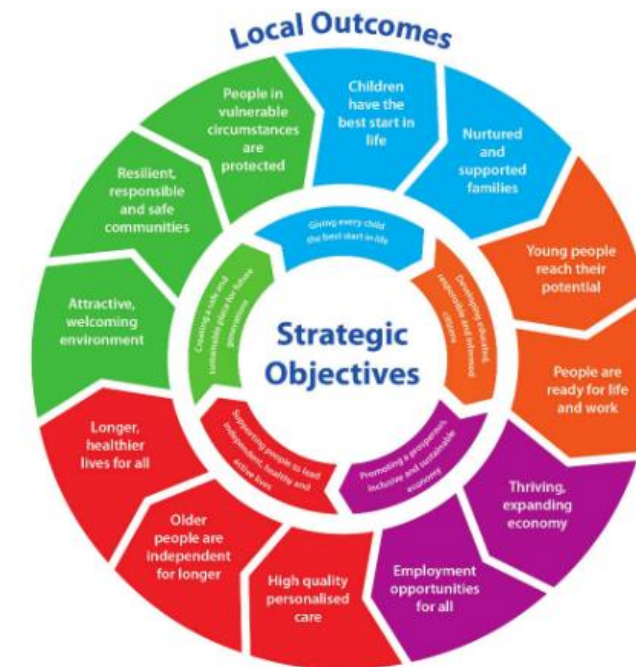 Local Outcomes
Children
have the
best start in
life
Nurtured
and
supported
families
Young people
reach their
potential
People are
ready for life
and work
Thriving,
expanding
economy
Employment
opportunities
for all
High quality
personalised
care
Older
people are
independent
for longer
Longer,
healthier
lives for all
Attractive,
welcoming
environment
Resilient,
responsible
and safe
communities
People in
vulnerable
circumstances
are
protected
Giving every child
the best start in life
Developing educated,
responsible and informed
citizens
Promoting a prosperous
inclusive and sustainable
economy
Supporting people to lead
independent, healthy and
active lives
Creating a safe and
sustainable place for future
generations
Strategic
Objectives